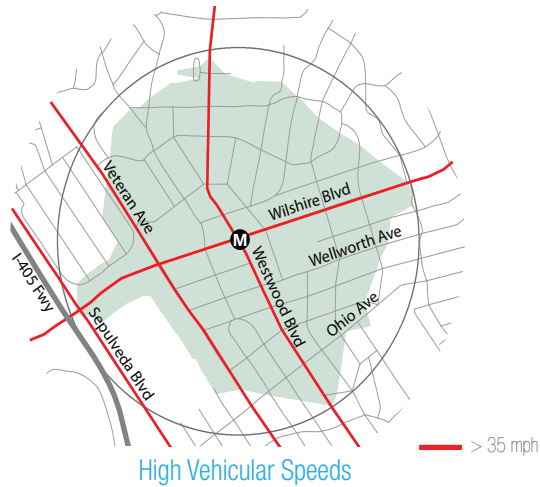 Veteran Ave
Wilshire Blvd
M
Wellworth Ave
Westwood Blvd
I-405 Fwy
Ohio Ave
Sepulveda Blvd
> 35 mph
High Vehicular Speeds